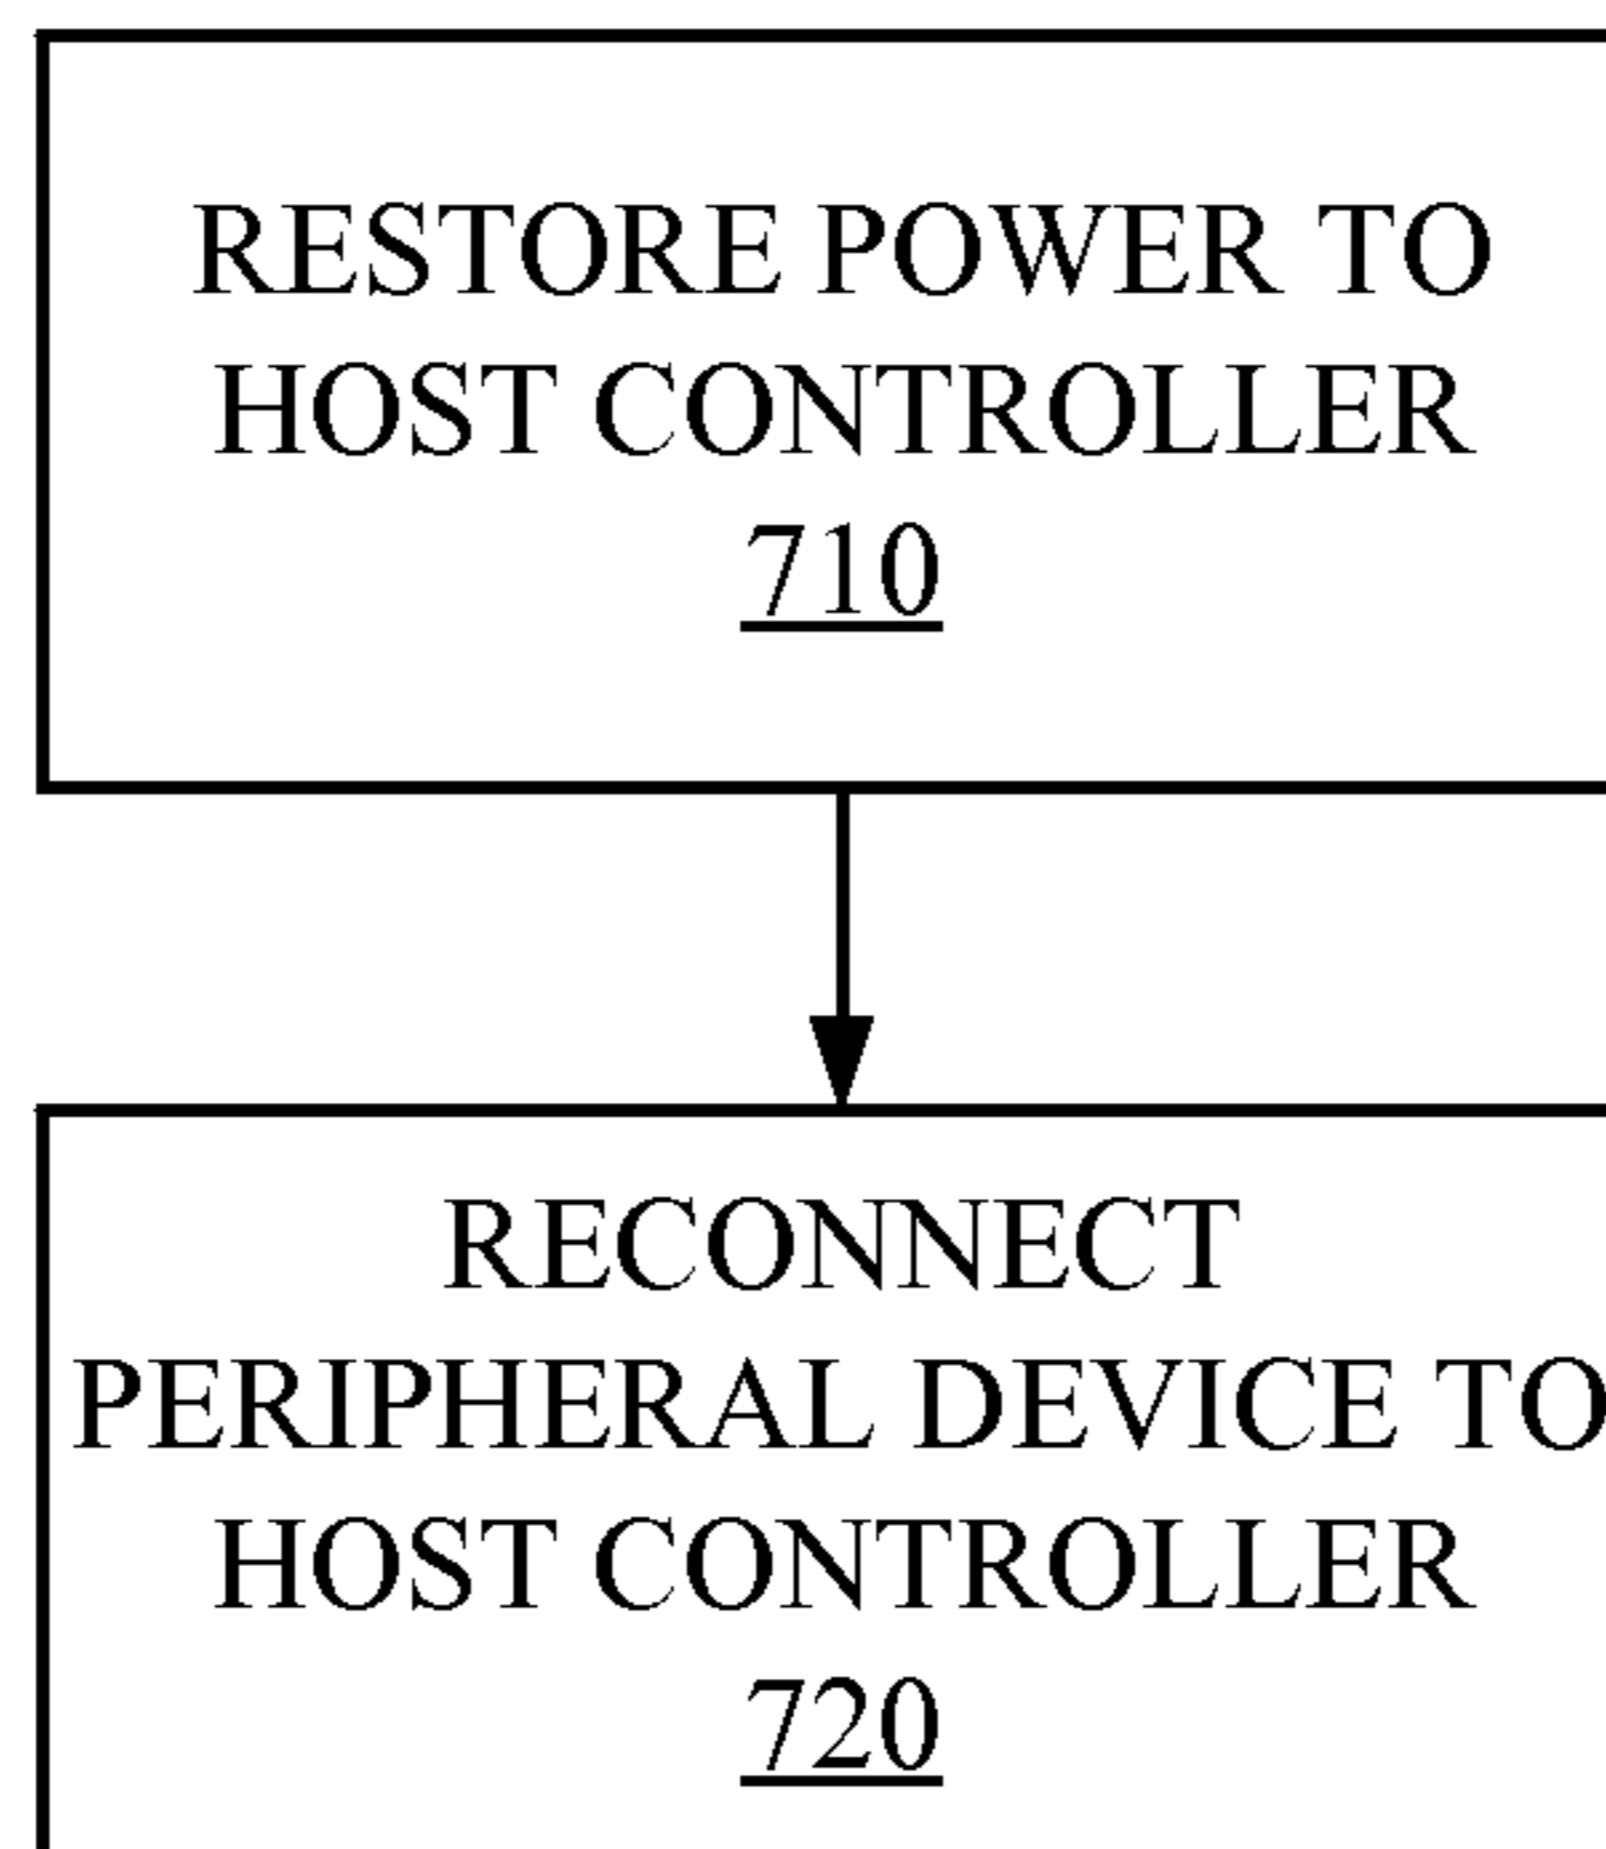 RESTORE POWER TO
HOST CONTROLLER
710
RECONNECT
PERIPHERAL DEVICE TO
HOST CONTROLLER
720